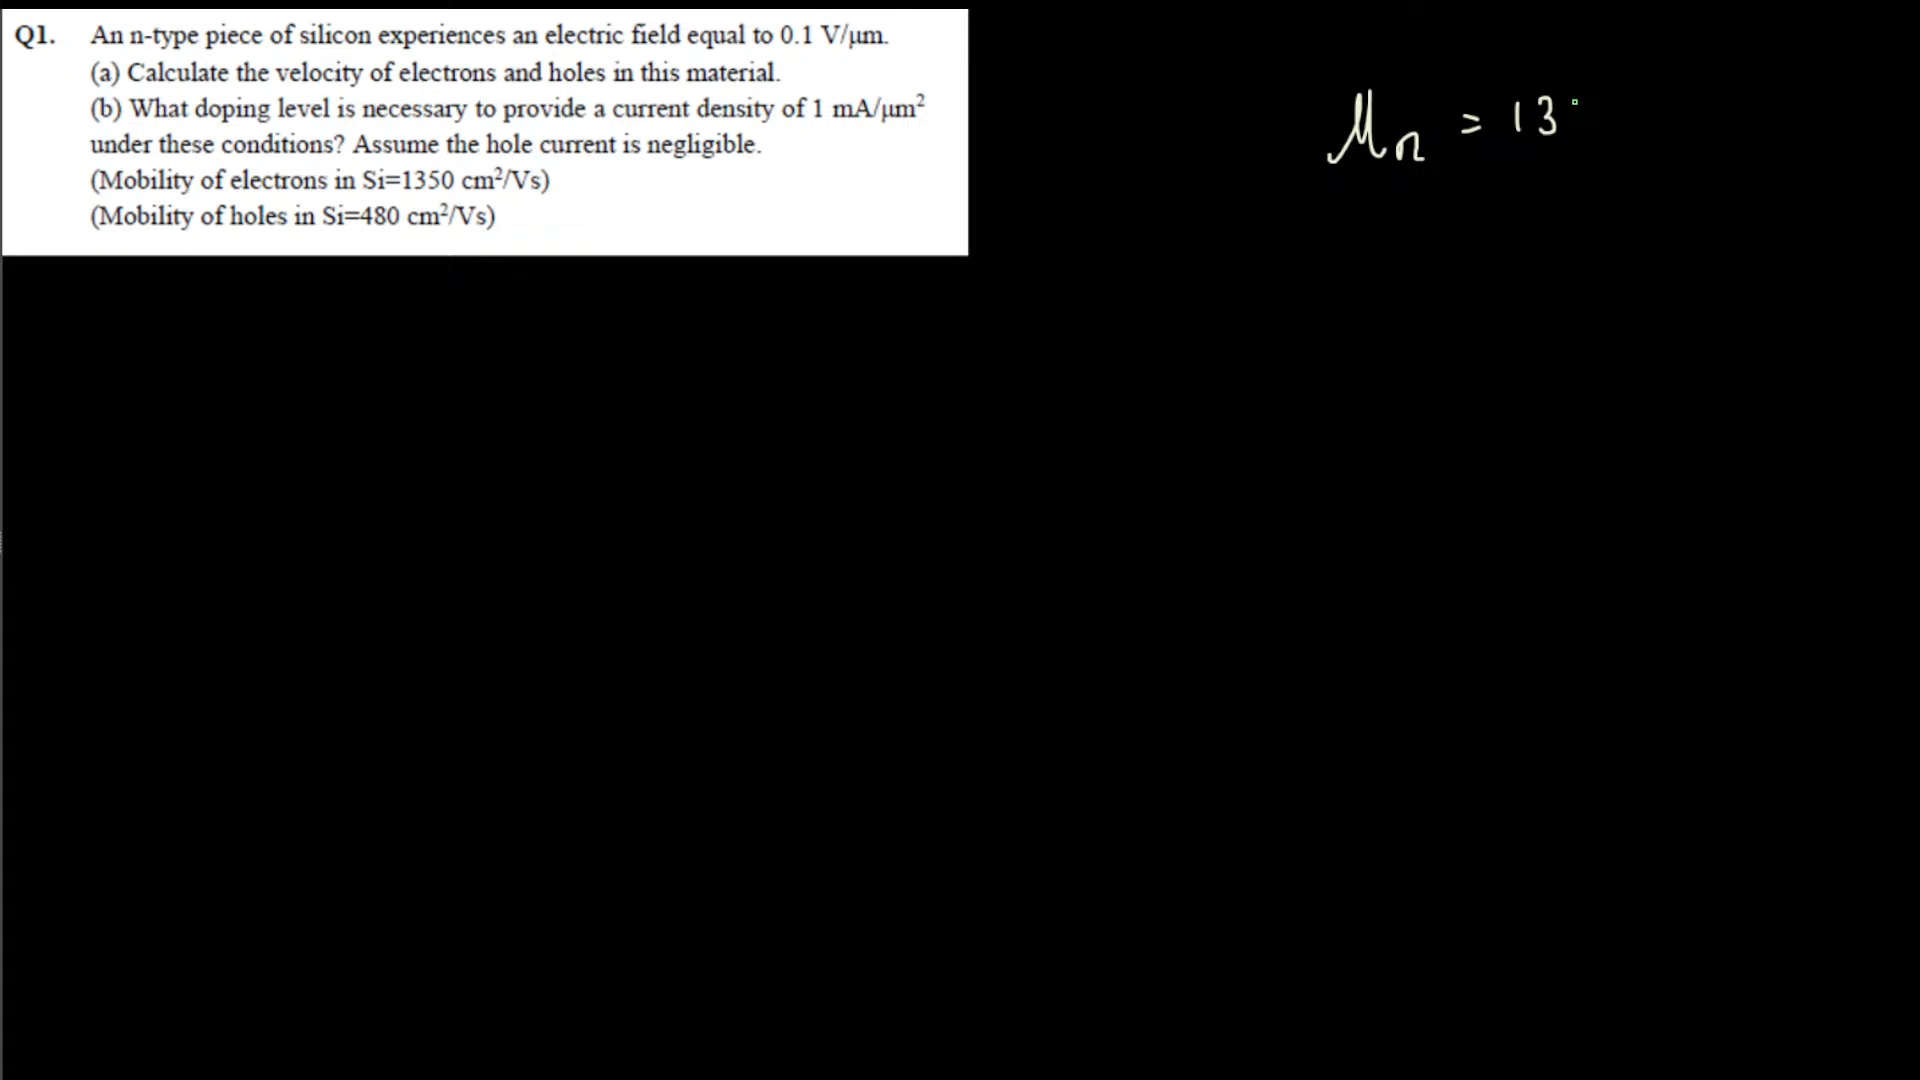 Q1. An n-type piece of silicon experiences an electric field equal to 0.1 V/μm.
(a) Calculate the velocity of electrons and holes in this material.
(b) What doping level is necessary to provide a current density of 1 mA/μm²
under these conditions? Assume the hole current is negligible.
(Mobility of electrons in Si=1350 cm²/Vs)
(Mobility of holes in Si=480 cm²/Vs)
μn = 13